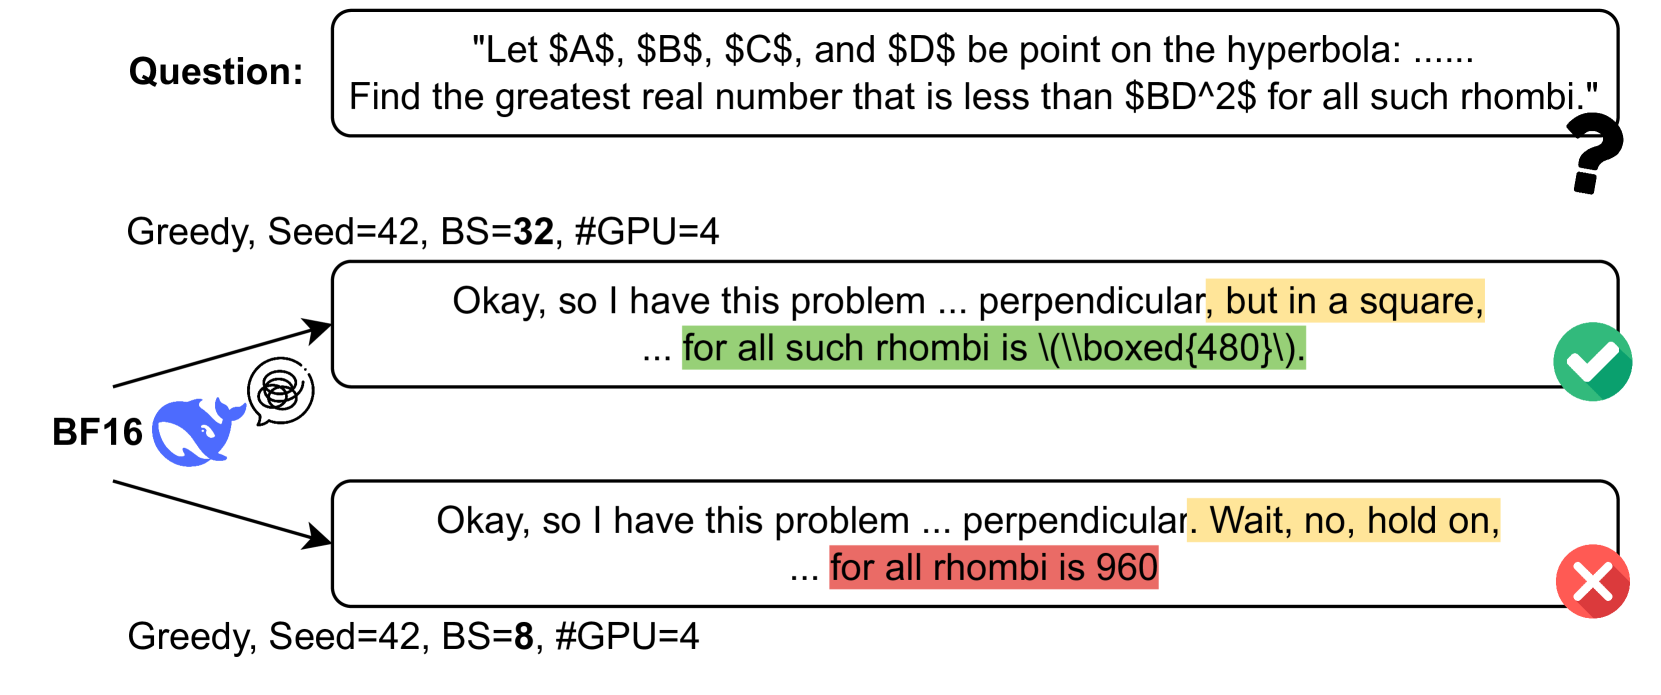 Question:
"Let $A$, $B$, $C$, and $D$ be point on the hyperbola: ......
Find the greatest real number that is less than $BD^2$ for all such rhombi."
?
Greedy, Seed=42, BS=32, #GPU=4
Okay, so I have this problem ... perpendicular, but in a square,
... for all such rhombi is \(\\boxed{480}\).
BF16
Okay, so I have this problem ... perpendicular. Wait, no, hold on,
... for all rhombi is 960
Greedy, Seed=42, BS=8, #GPU=4